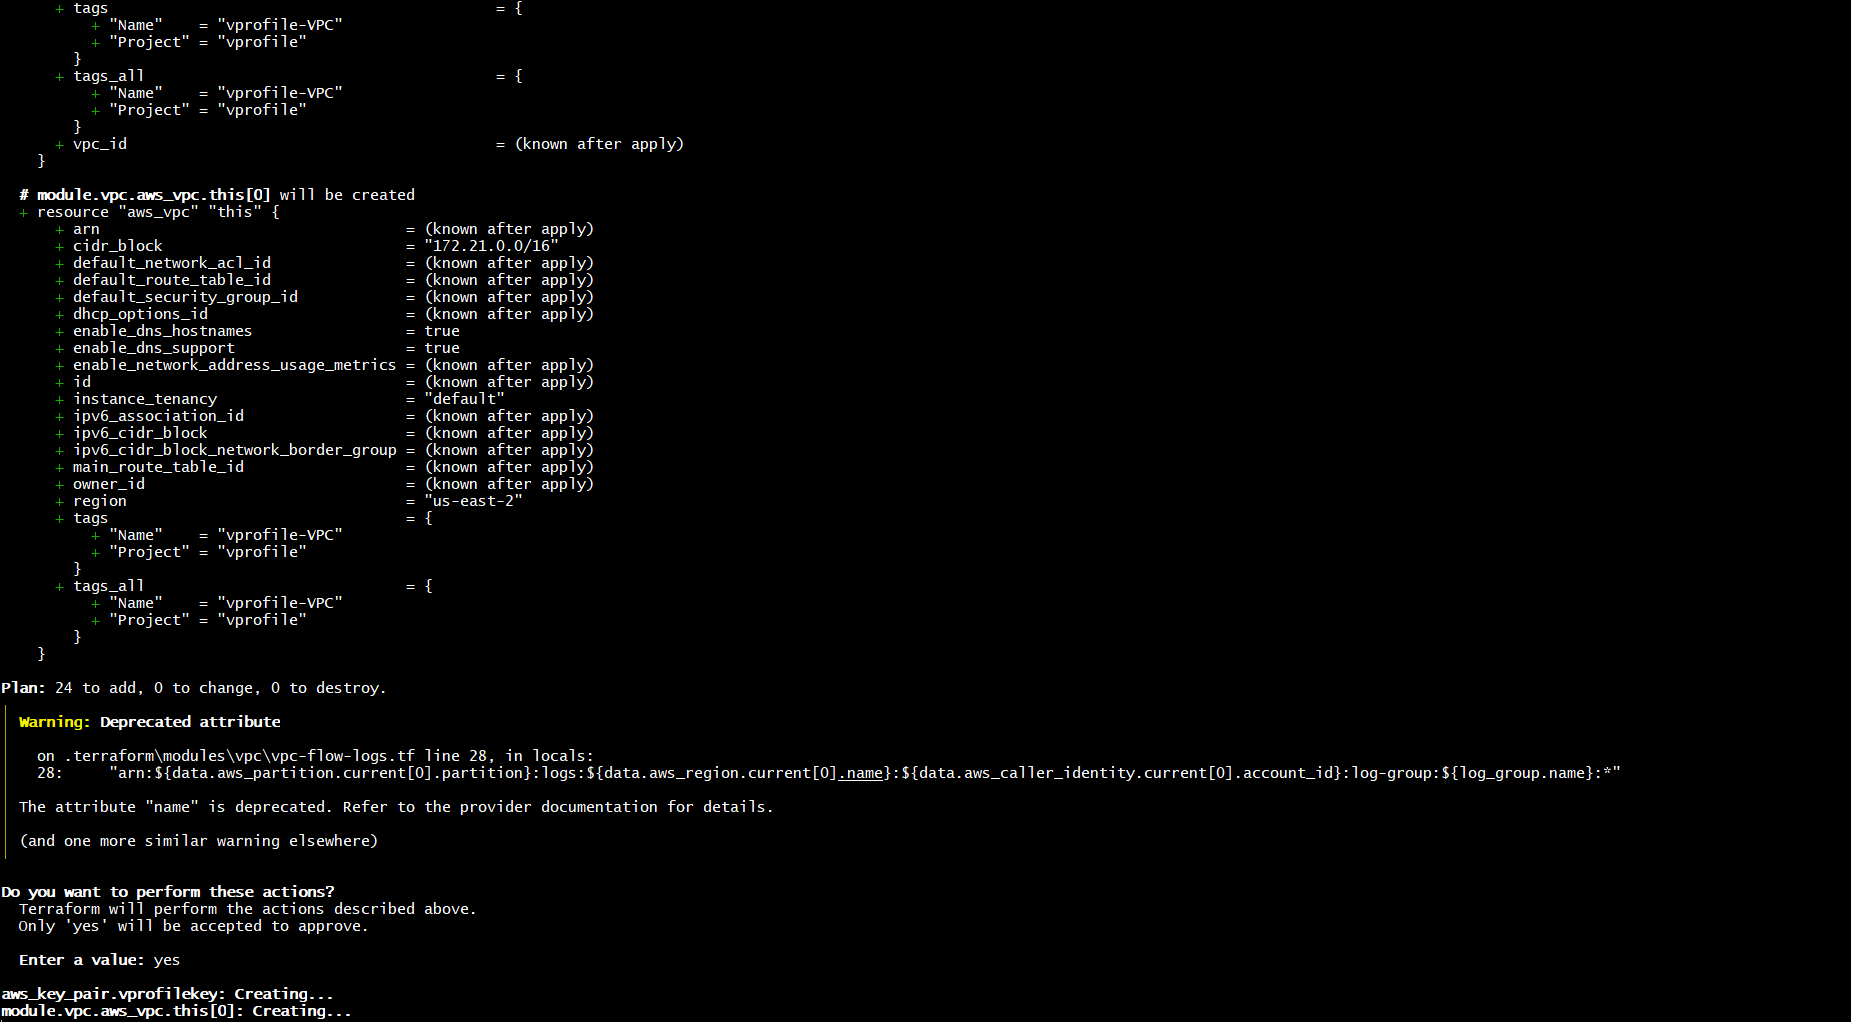 + tags                                           = {
          + "Name"    = "vprofile-VPC"
          + "Project" = "vprofile"
        }
      + tags_all                                       = {
          + "Name"    = "vprofile-VPC"
          + "Project" = "vprofile"
        }
      + vpc_id                                         = (known after apply)
    }

  # module.vpc.aws_vpc.this[0] will be created
  + resource "aws_vpc" "this" {
      + arn                                  = (known after apply)
      + cidr_block                           = "172.21.0.0/16"
      + default_network_acl_id               = (known after apply)
      + default_route_table_id               = (known after apply)
      + default_security_group_id            = (known after apply)
      + dhcp_options_id                      = (known after apply)
      + enable_dns_hostnames                 = true
      + enable_dns_support                   = true
      + enable_network_address_usage_metrics = (known after apply)
      + id                                   = (known after apply)
      + instance_tenancy                     = "default"
      + ipv6_association_id                  = (known after apply)
      + ipv6_cidr_block                      = (known after apply)
      + ipv6_cidr_block_network_border_group = (known after apply)
      + main_route_table_id                  = (known after apply)
      + owner_id                             = (known after apply)
      + region                               = "us-east-2"
      + tags                                 = {
          + "Name"    = "vprofile-VPC"
          + "Project" = "vprofile"
        }
      + tags_all                             = {
          + "Name"    = "vprofile-VPC"
          + "Project" = "vprofile"
        }
    }

Plan: 24 to add, 0 to change, 0 to destroy.

  Warning: Deprecated attribute

    on .terraform\modules\vpc\vpc-flow-logs.tf line 28, in locals:
    28:     "arn:${data.aws_partition.current[0].partition}:logs:${data.aws_region.current[0].name}:${data.aws_caller_identity.current[0].account_id}:log-group:${log_group.name}:*"

  The attribute "name" is deprecated. Refer to the provider documentation for details.

  (and one more similar warning elsewhere)

Do you want to perform these actions?
  Terraform will perform the actions described above.
  Only 'yes' will be accepted to approve.

  Enter a value: yes

aws_key_pair.vprofilekey: Creating...
module.vpc.aws_vpc.this[0]: Creating...